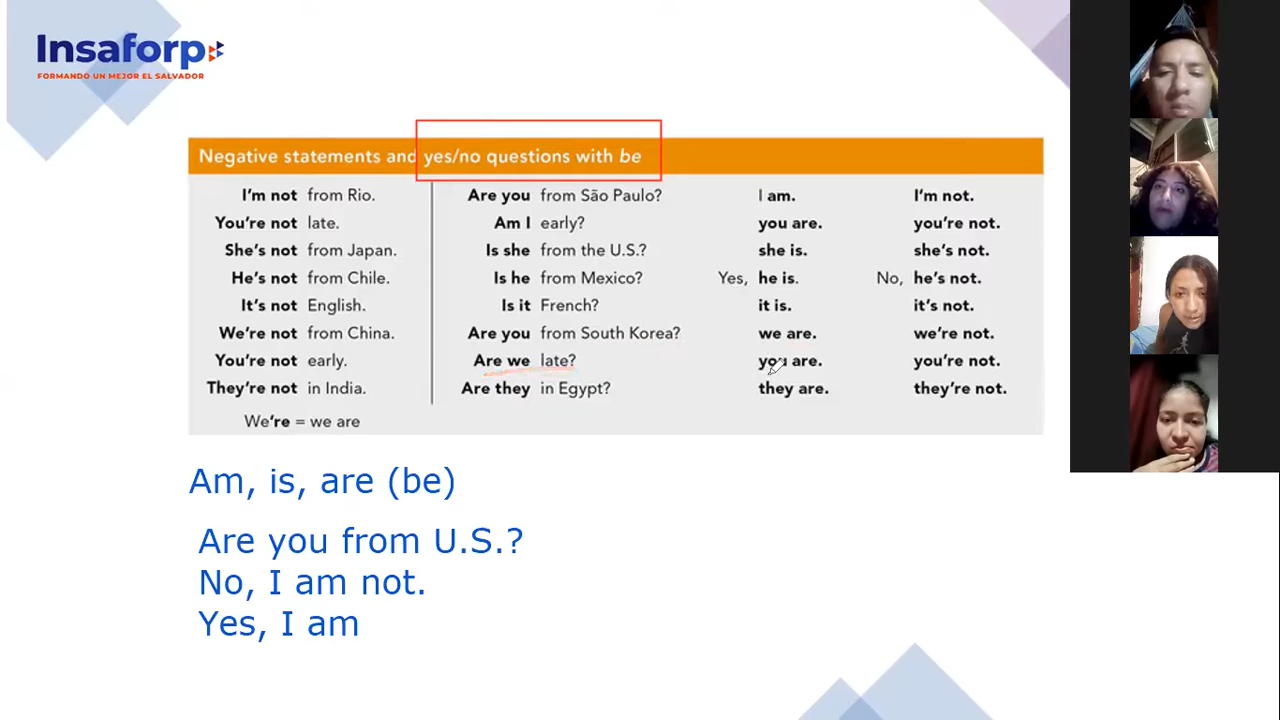 Insaforp
FORMANDO UN MEJOR EL SALVADOR
Negative statements and yes/no questions with be
I'm not from Rio. Are you from São Paulo? I am. I'm not.
You're not late. Am I early? you are. you're not.
She's not from Japan. Is she from the U.S.? she is. she's not.
He's not from Chile. Is he from Mexico? Yes, he is. No, he's not.
It's not English. Is it French? it is. it's not.
We're not from China. Are you from South Korea? we are. we're not.
You're not early. Are we late? you are. you're not.
They're not in India. Are they in Egypt? they are. they're not.
We're = we are
Am, is, are (be)
Are you from U.S.?
No, I am not.
Yes, I am